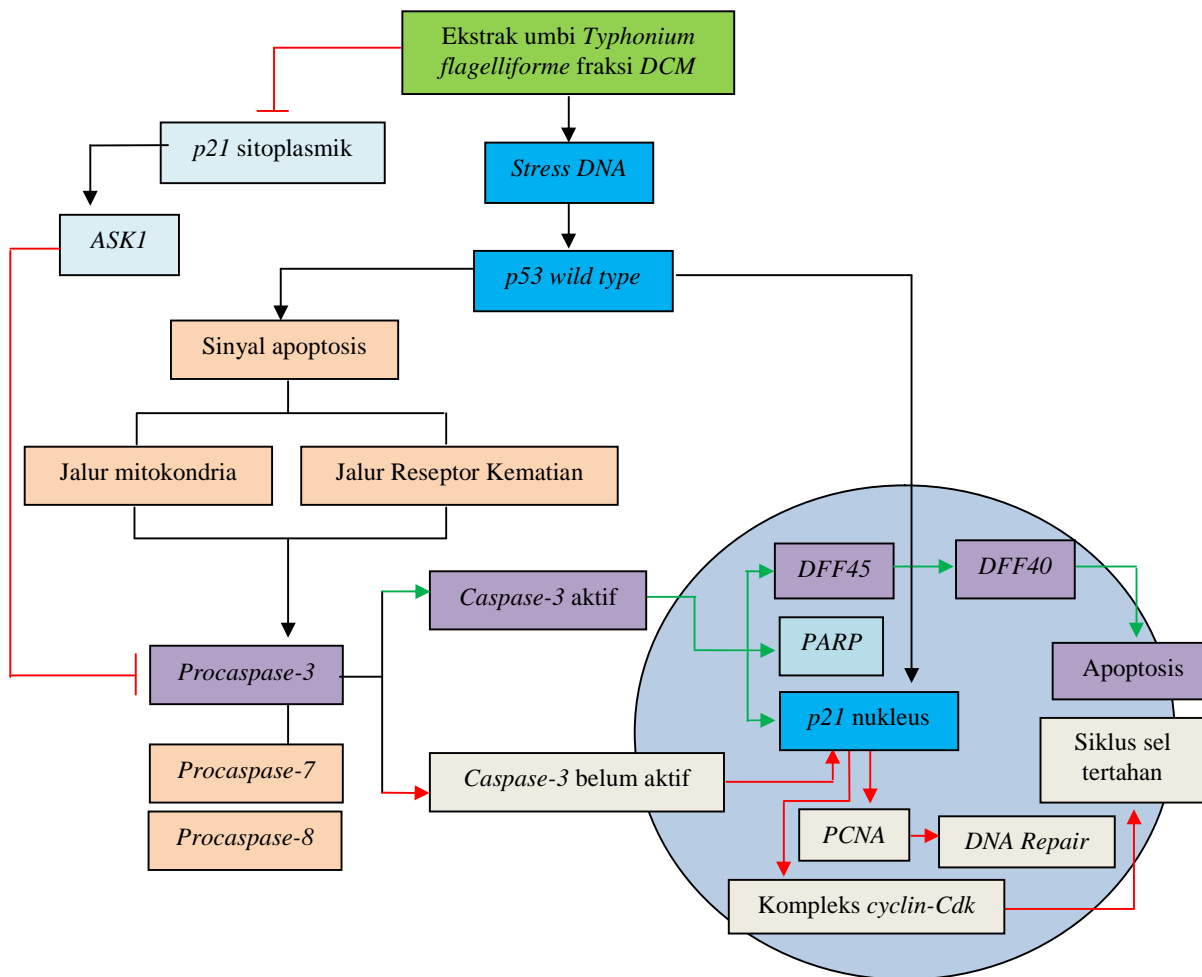 Ekstrak umbi Typhonium
flagelliforme fraksi DCM
p21 sitoplasmik
Stress DNA
ASK1
p53 wild type
Sinyal apoptosis
Jalur mitokondria
Jalur Reseptor Kematian
DFF45
DFF40
Caspase-3 aktif
PARP
Procaspase-3
Apoptosis
p21 nukleus
Siklus sel
tertahan
Procaspase-7
Caspase-3 belum aktif
PCNA
DNA Repair
Procaspase-8
Kompleks cyclin-Cdk